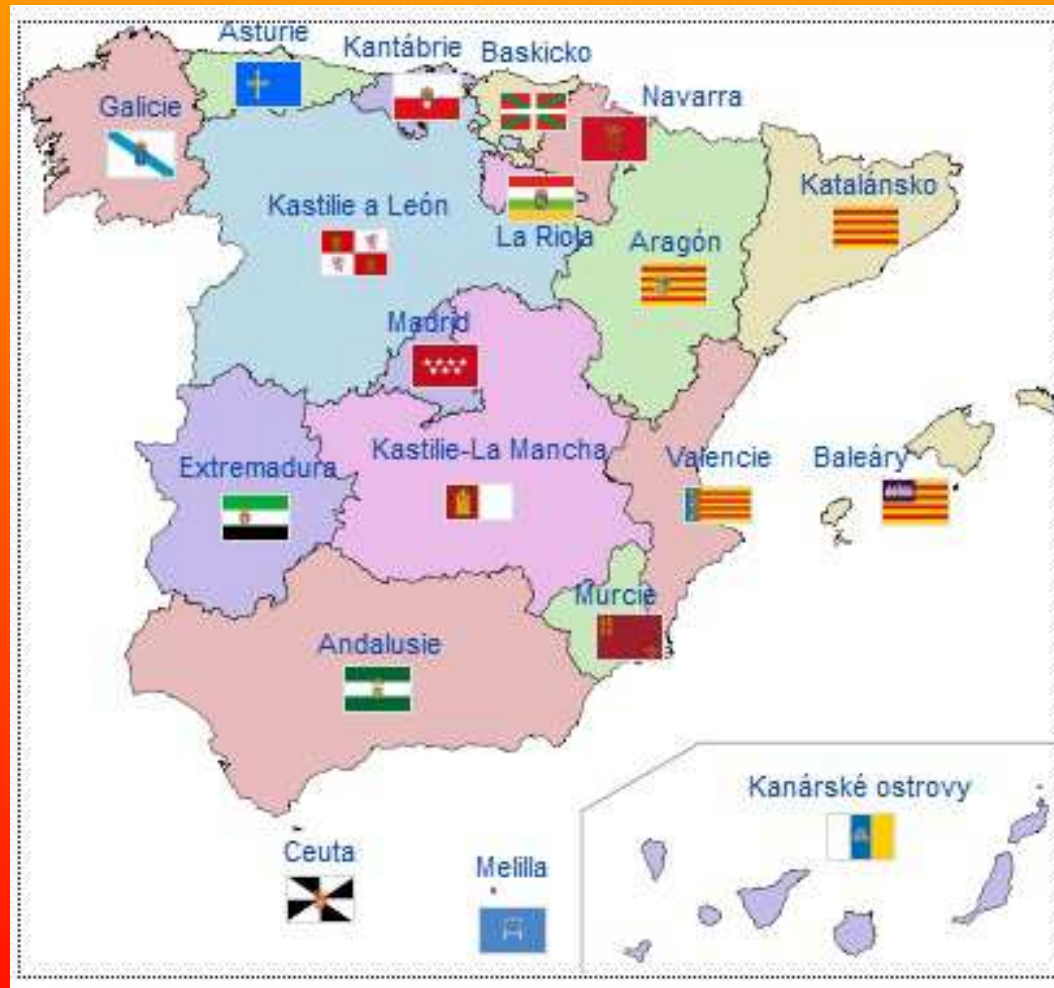 Asturie
Kantábrie
Baskicko
Navarra
Galicie
Katalánsko
Kastilie a León
La Rioja
Aragón
Madrid
Kastilie-La Mancha
Valencie
Baleáry
Extremadura
Murcie
Andalusie
Kanárské ostrovy
Ceuta
Melilla